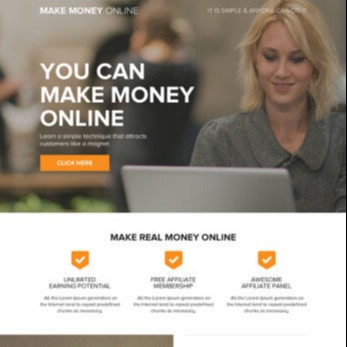 MAKE MONEY ONLINE
IT IS SIMPLE & ANYONE CAN DO IT
YOU CAN
MAKE MONEY
ONLINE
Learn a simple technique that attracts
customers like a magnet
CLICK HERE
MAKE REAL MONEY ONLINE
UNLIMITED
EARNING POTENTIAL
All the Lorem Ipsum generators on
the Internet tend to repeat predefined
chunks as necessary.
FREE AFFILIATE
MEMBERSHIP
All the Lorem Ipsum generators on
the Internet tend to repeat predefined
chunks as necessary.
AWESOME
AFFILIATE PANEL
All the Lorem Ipsum generators on
the Internet tend to repeat predefined
chunks as necessary.